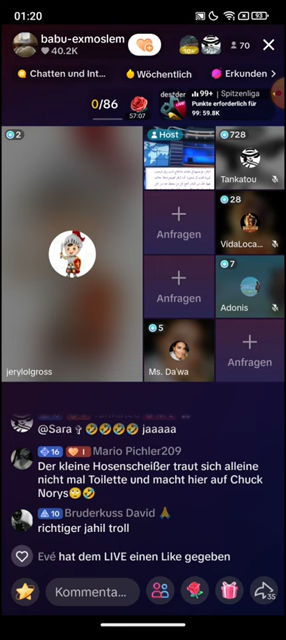 01:20
93
babu-exmoslem
40.2K
10+
70
Chatten und Int...
Wöchentlich
Erkunden
0/86
57:07
99+ | Spitzenliga
Punkte erforderlich für
99: 59.8K
2
Host
728
Tankatou
Anfragen
28
VidaLoca...
Anfragen
7
Adonis
jerylolgross
5
Ms. Da'wa
Anfragen
@Sara ✞ 🤣🤣🤣🤣 jaaaaa
16 1 Mario Pichler209
Der kleine Hosenscheißer traut sich alleine
nicht mal Toilette und macht hier auf Chuck
Norys🙄🤣
10 Bruderkuss David 🙏
richtiger jahil troll
Evé hat dem LIVE einen Like gegeben
Kommenta...
35